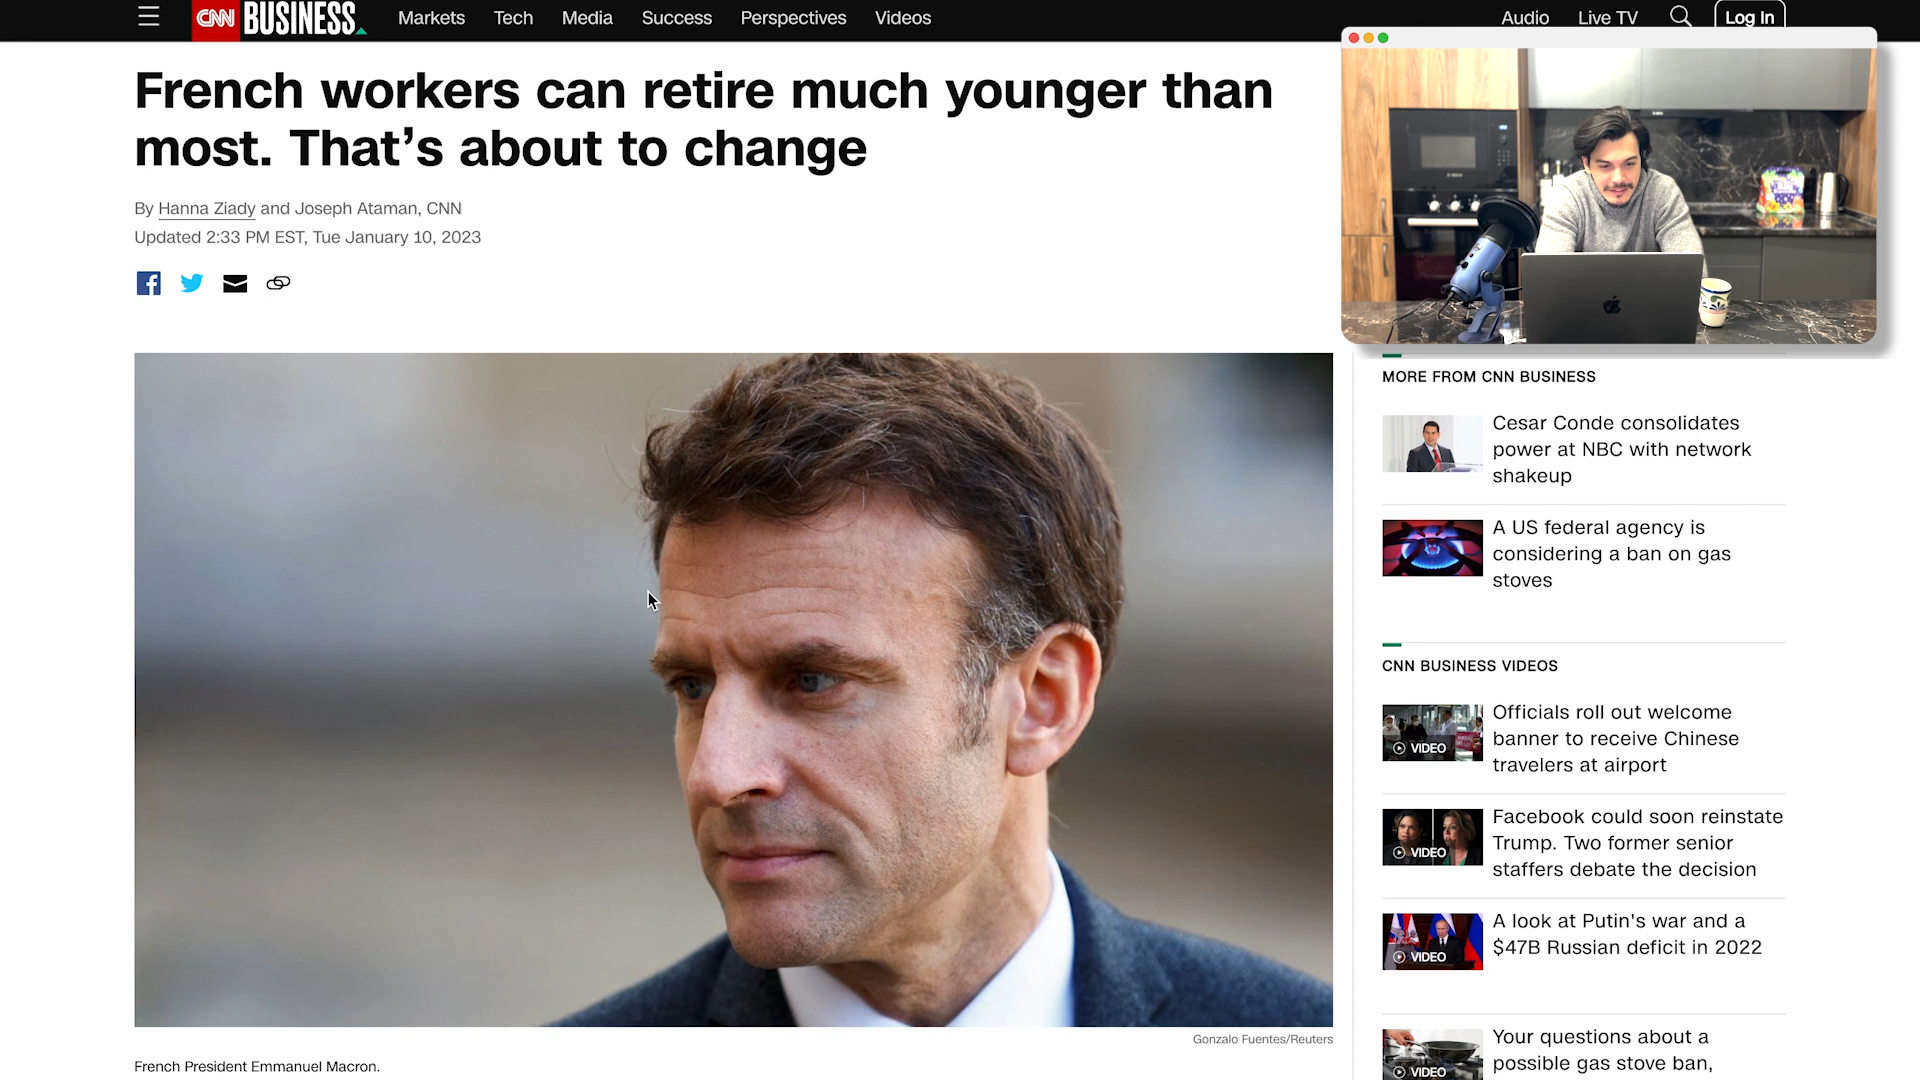 CNN BUSINESS
Markets
Tech
Media
Success
Perspectives
Videos
Audio
Live TV
Log In
French workers can retire much younger than
most. That’s about to change
By Hanna Ziady and Joseph Ataman, CNN
Updated 2:33 PM EST, Tue January 10, 2023
Gonzalo Fuentes/Reuters
French President Emmanuel Macron.
MORE FROM CNN BUSINESS
Cesar Conde consolidates
power at NBC with network
shakeup
A US federal agency is
considering a ban on gas
stoves
CNN BUSINESS VIDEOS
VIDEO
Officials roll out welcome
banner to receive Chinese
travelers at airport
VIDEO
Facebook could soon reinstate
Trump. Two former senior
staffers debate the decision
VIDEO
A look at Putin's war and a
$47B Russian deficit in 2022
VIDEO
Your questions about a
possible gas stove ban,